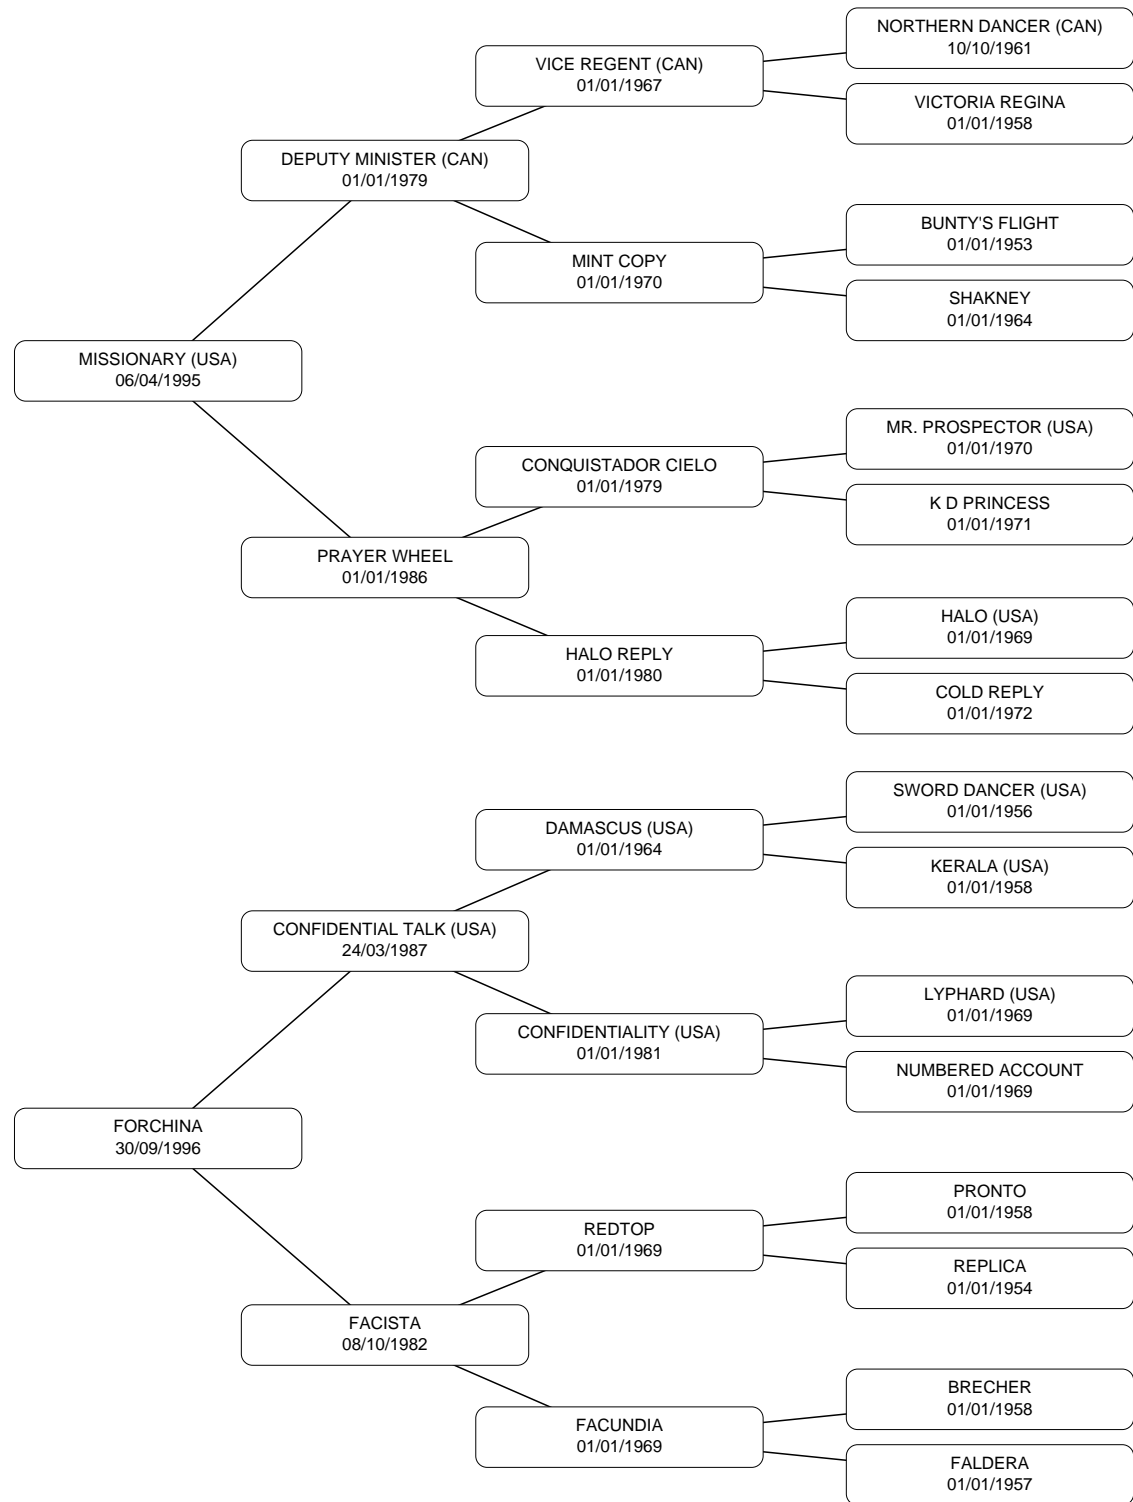 NORTHERN DANCER (CAN)
10/10/1961
VICE REGENT (CAN)
01/01/1967
VICTORIA REGINA
01/01/1958
DEPUTY MINISTER (CAN)
01/01/1979
BUNTY'S FLIGHT
01/01/1953
MINT COPY
01/01/1970
SHAKNEY
01/01/1964
MISSIONARY (USA)
06/04/1995
MR. PROSPECTOR (USA)
01/01/1970
CONQUISTADOR CIELO
01/01/1979
K D PRINCESS
01/01/1971
PRAYER WHEEL
01/01/1986
HALO (USA)
01/01/1969
HALO REPLY
01/01/1980
COLD REPLY
01/01/1972
SWORD DANCER (USA)
01/01/1956
DAMASCUS (USA)
01/01/1964
KERALA (USA)
01/01/1958
CONFIDENTIAL TALK (USA)
24/03/1987
LYPHARD (USA)
01/01/1969
CONFIDENTIALITY (USA)
01/01/1981
NUMBERED ACCOUNT
01/01/1969
FORCHINA
30/09/1996
PRONTO
01/01/1958
REDTOP
01/01/1969
REPLICA
01/01/1954
FACISTA
08/10/1982
BRECHER
01/01/1958
FACUNDIA
01/01/1969
FALDERA
01/01/1957